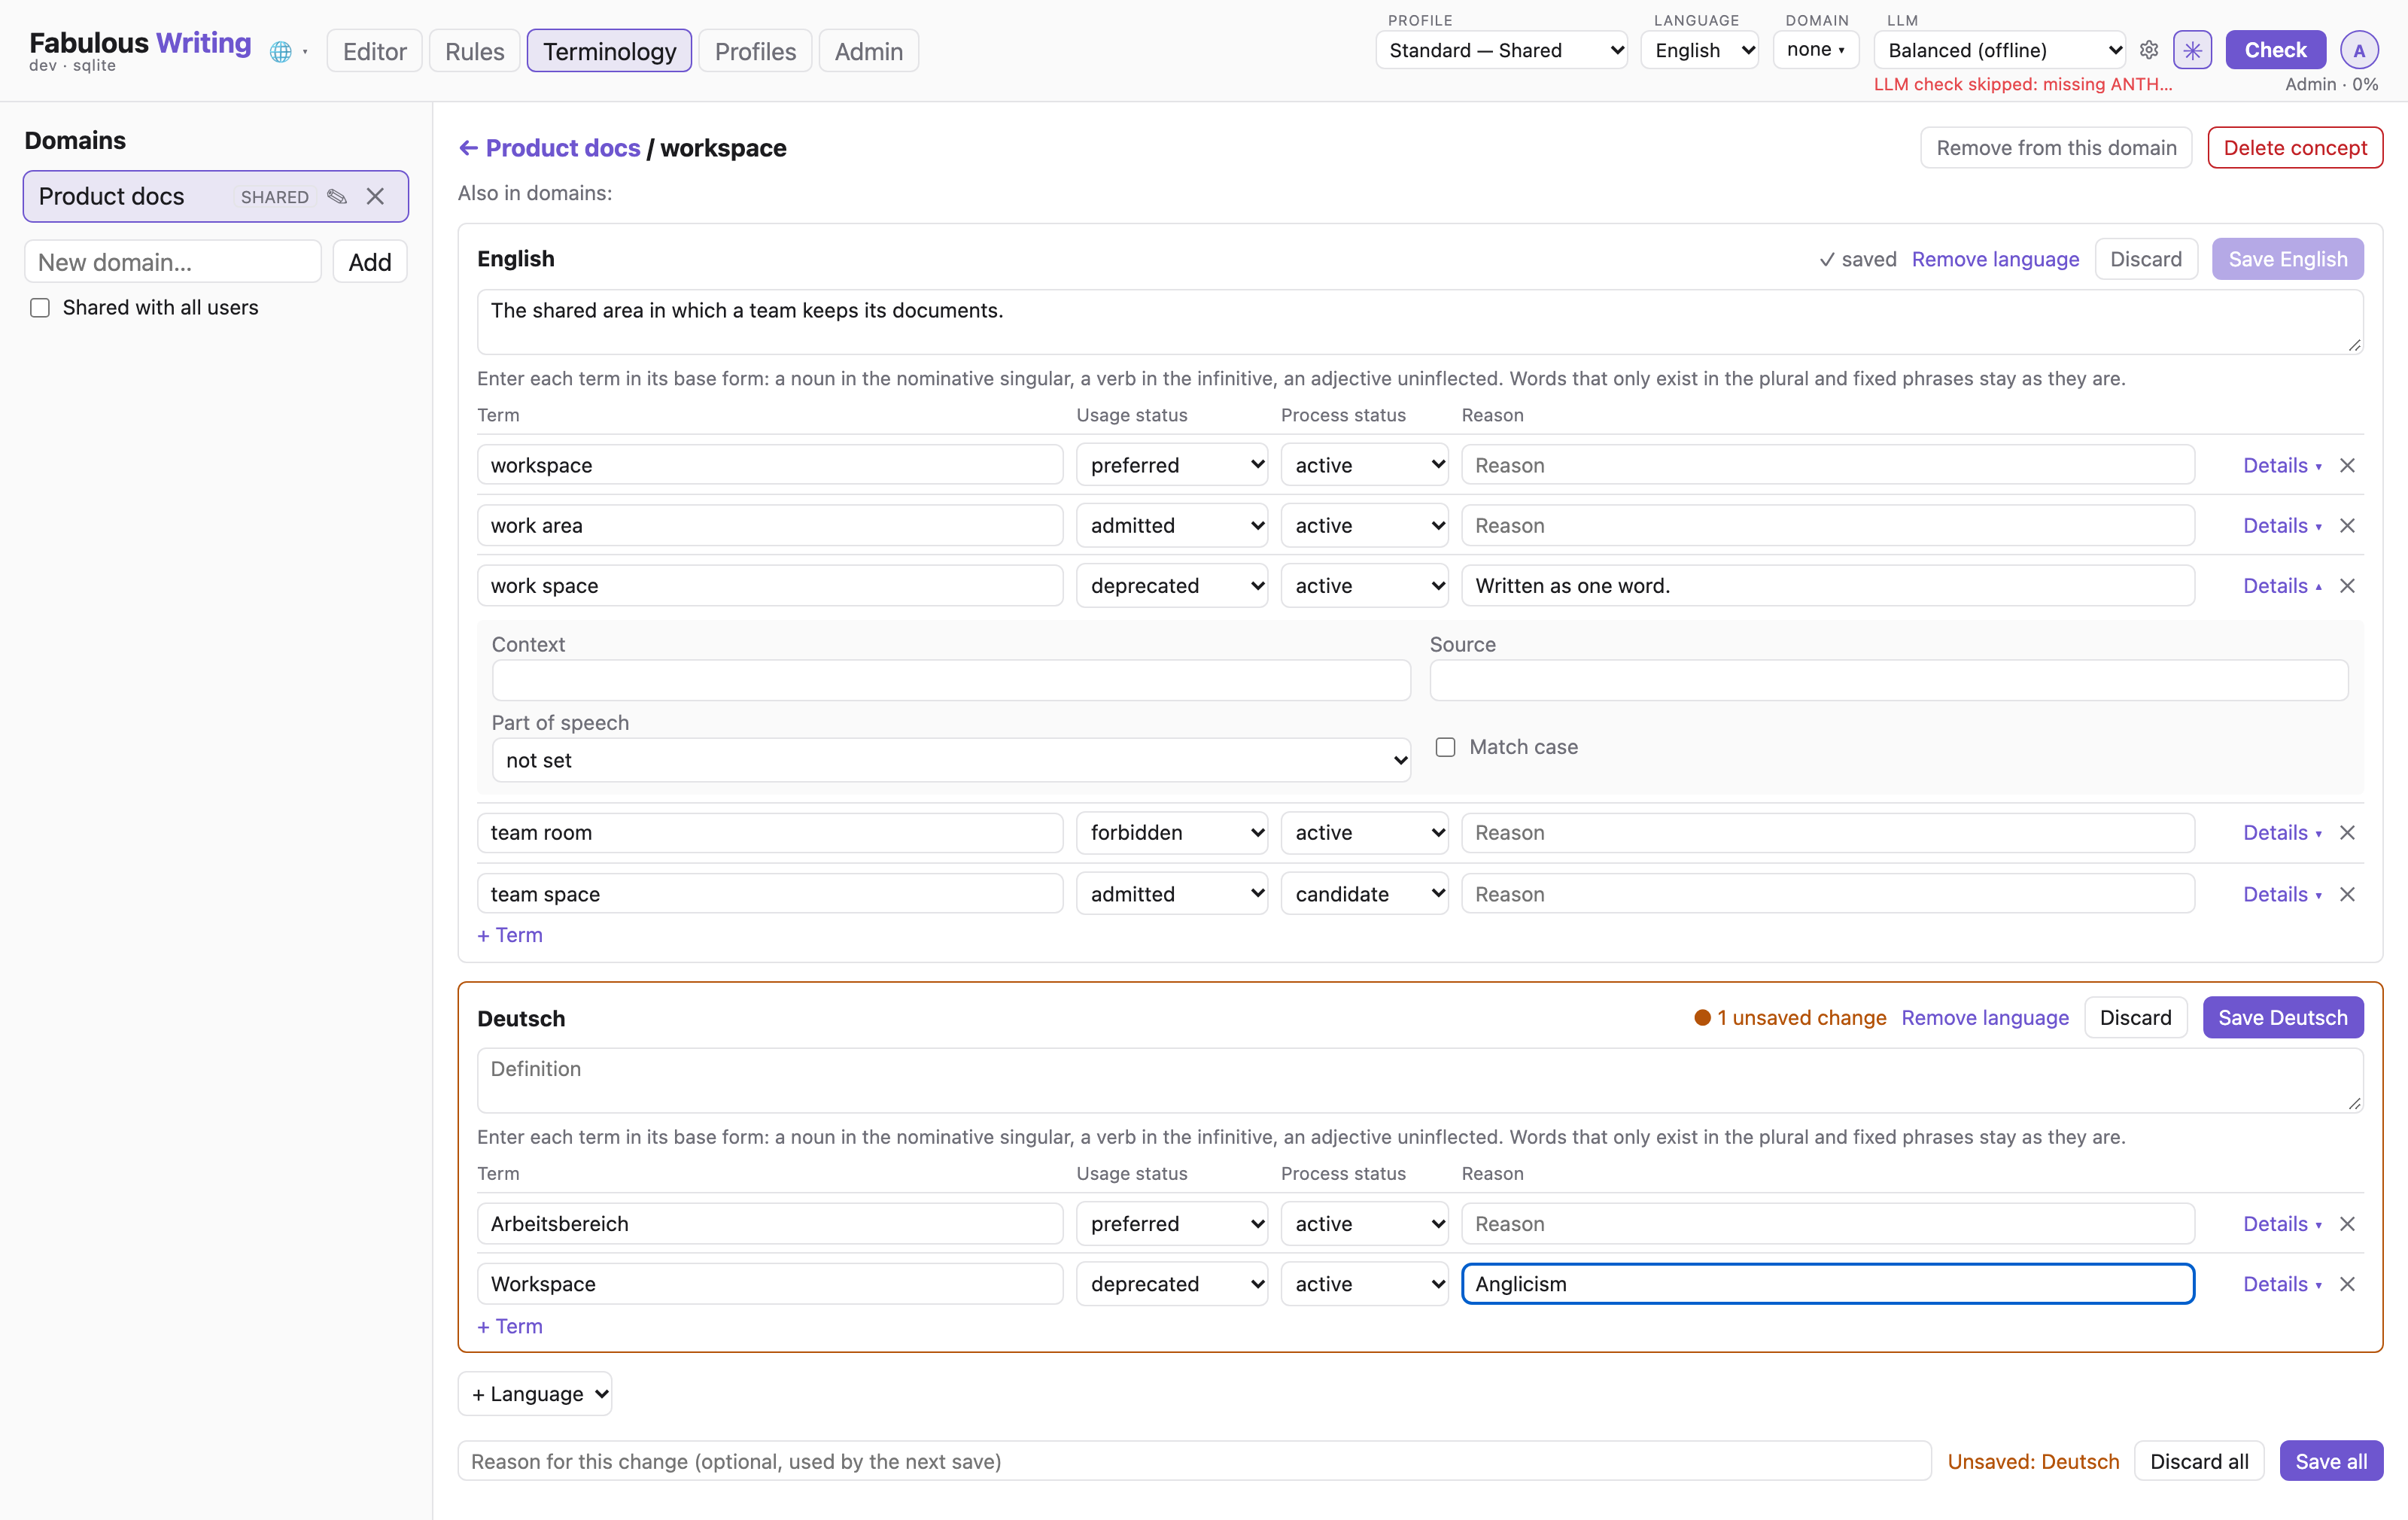 Fabulous Writing
dev · sqlite
Editor
Rules
Terminology
Profiles
Admin
PROFILE
Standard — Shared
LANGUAGE
English
DOMAIN
none
LLM
Balanced (offline)
LLM check skipped: missing ANTH...
Check
A
Admin · 0%
Domains
Product docs SHARED
New domain...
Add
Shared with all users
← Product docs / workspace
Remove from this domain
Delete concept
Also in domains:
English
✓ saved
Remove language
Discard
Save English
The shared area in which a team keeps its documents.
Enter each term in its base form: a noun in the nominative singular, a verb in the infinitive, an adjective uninflected. Words that only exist in the plural and fixed phrases stay as they are.
Term Usage status Process status Reason
workspace preferred active Reason Details
work area admitted active Reason Details
work space deprecated active Written as one word. Details
Context Source
Part of speech
not set
Match case
team room forbidden active Reason Details
team space admitted candidate Reason Details
+ Term
Deutsch
1 unsaved change
Remove language
Discard
Save Deutsch
Definition
Enter each term in its base form: a noun in the nominative singular, a verb in the infinitive, an adjective uninflected. Words that only exist in the plural and fixed phrases stay as they are.
Term Usage status Process status Reason
Arbeitsbereich preferred active Reason Details
Workspace deprecated active Anglicism Details
+ Term
+ Language
Reason for this change (optional, used by the next save)
Unsaved: Deutsch
Discard all
Save all